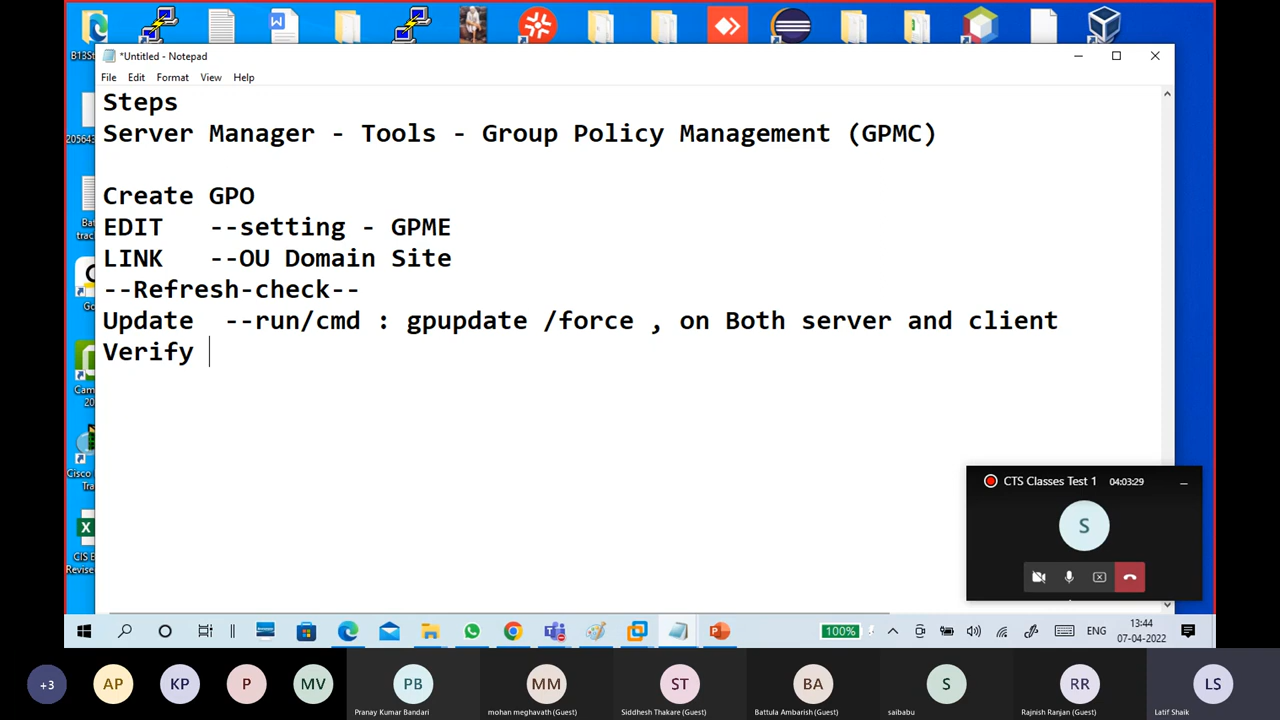 *Untitled - Notepad
File Edit Format View Help
Steps
Server Manager - Tools - Group Policy Management (GPMC)
Create GPO
EDIT --setting - GPME
LINK --OU Domain Site
--Refresh-check--
Update --run/cmd : gpupdate /force , on Both server and client
Verify
CTS Classes Test 1 04:03:29
S
100%
ENG
13:44
07-04-2022
+3 AP KP P MV PB MM ST BA S RR LS
Pranay Kumar Bandari
mohan meghavath (Guest)
Siddhesh Thakare (Guest)
Battula Ambarish (Guest)
saibabu
Rajnish Ranjan (Guest)
Latif Shaik